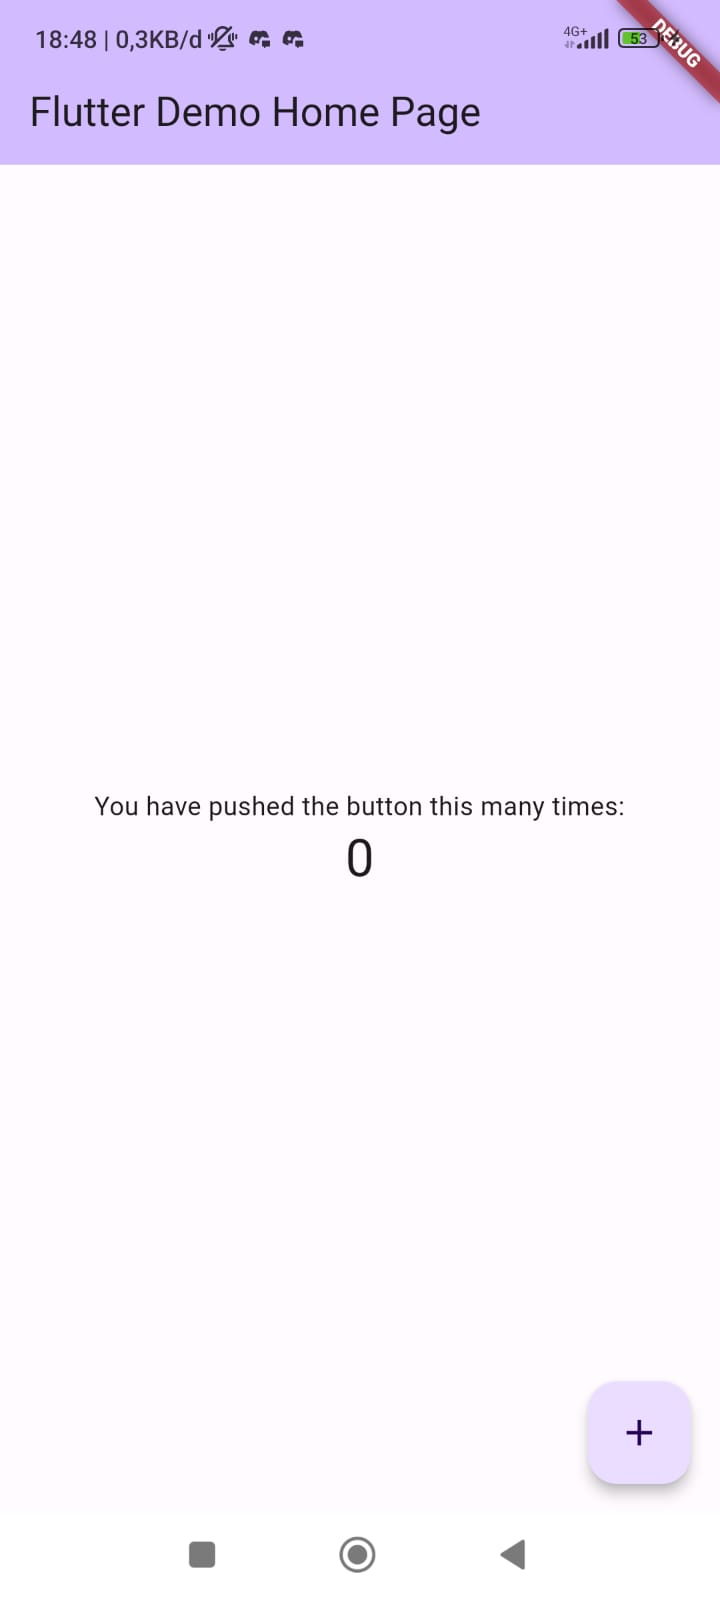 18:48 | 0,3KB/d
4G+
53
DEBUG
Flutter Demo Home Page
You have pushed the button this many times:
0
+